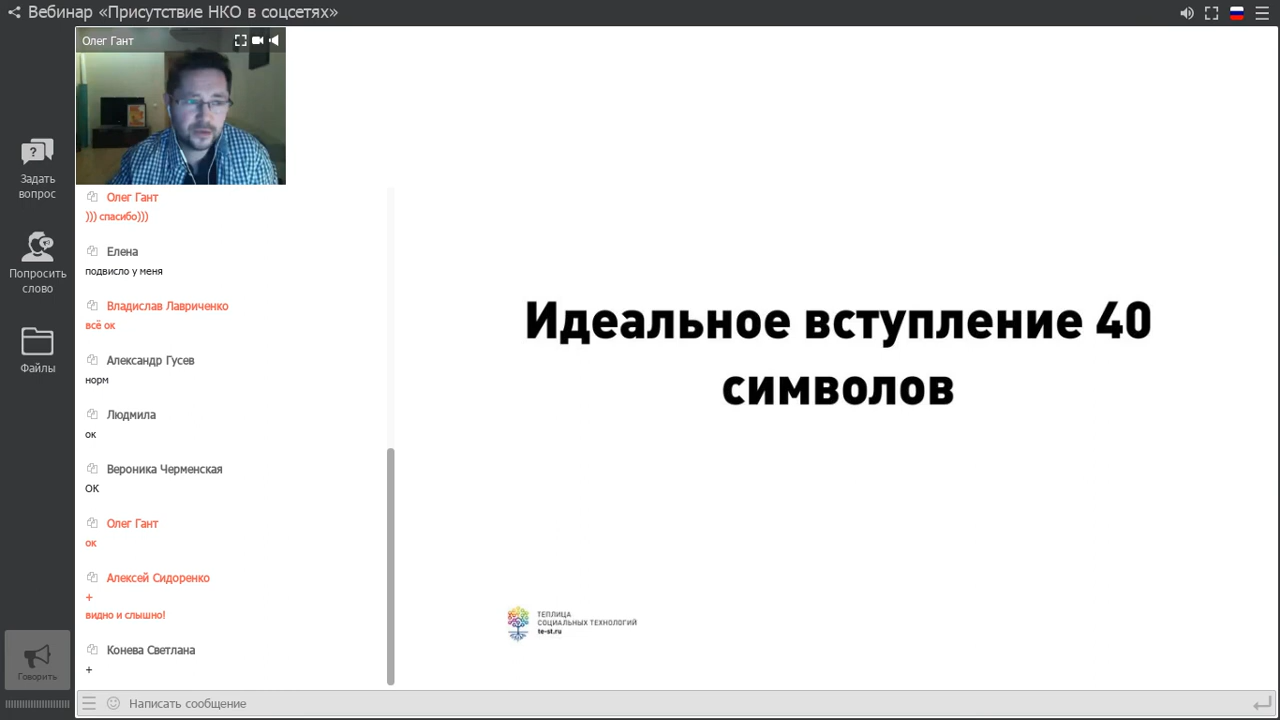 Вебинар «Присутствие НКО в соцсетях»
Олег Гант
Задать
вопрос
Попросить
слово
Файлы
Говорить
Олег Гант
))) спасибо)))
Елена
подвисло у меня
Владислав Лавриченко
всё ок
Александр Гусев
норм
Людмила
ок
Вероника Черменская
ОК
Олег Гант
ок
Алексей Сидоренко
+
видно и слышно!
Конева Светлана
+
Написать сообщение
Идеальное вступление 40
символов
ТЕПЛИЦА
СОЦИАЛЬНЫХ ТЕХНОЛОГИЙ
te-st.ru